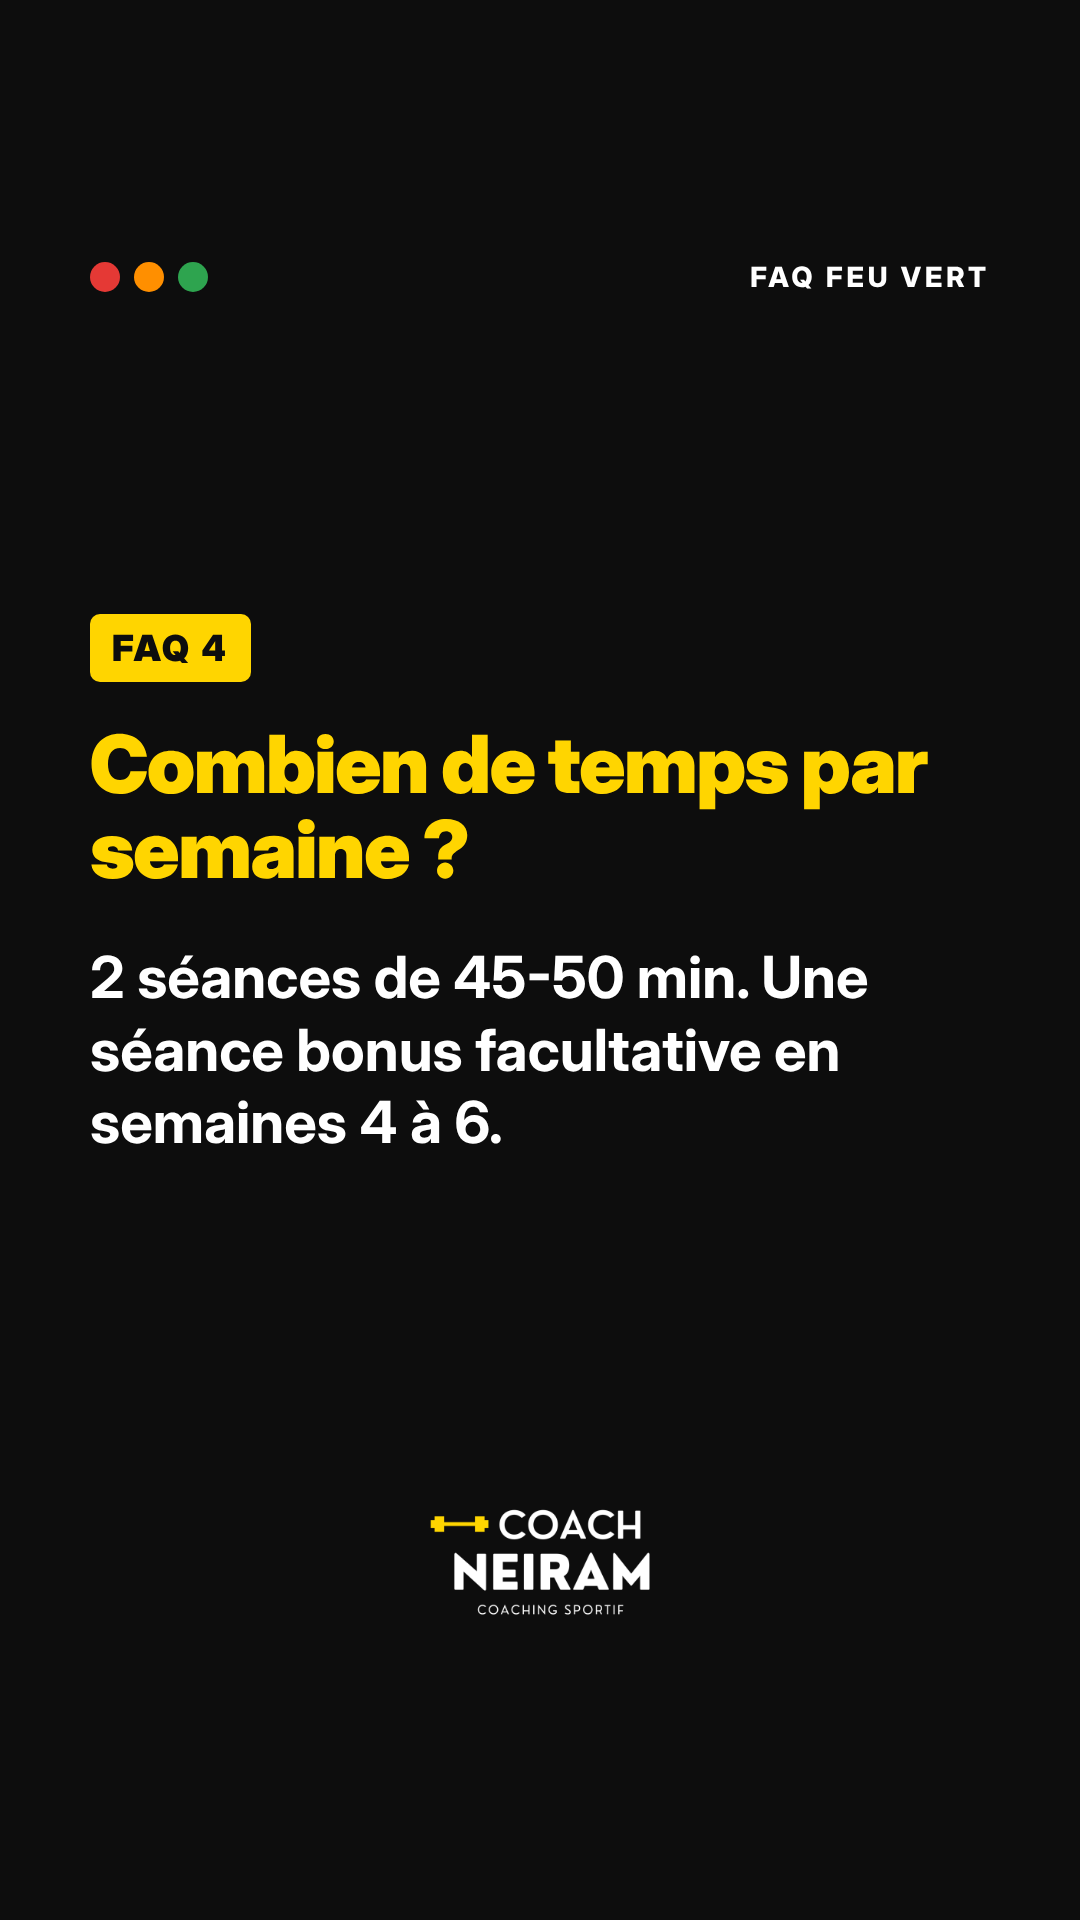 FAQ FEU VERT
FAQ 4
Combien de temps par
semaine ?
2 séances de 45-50 min. Une
séance bonus facultative en
semaines 4 à 6.
COACH
NEIRAM
COACHING SPORTIF